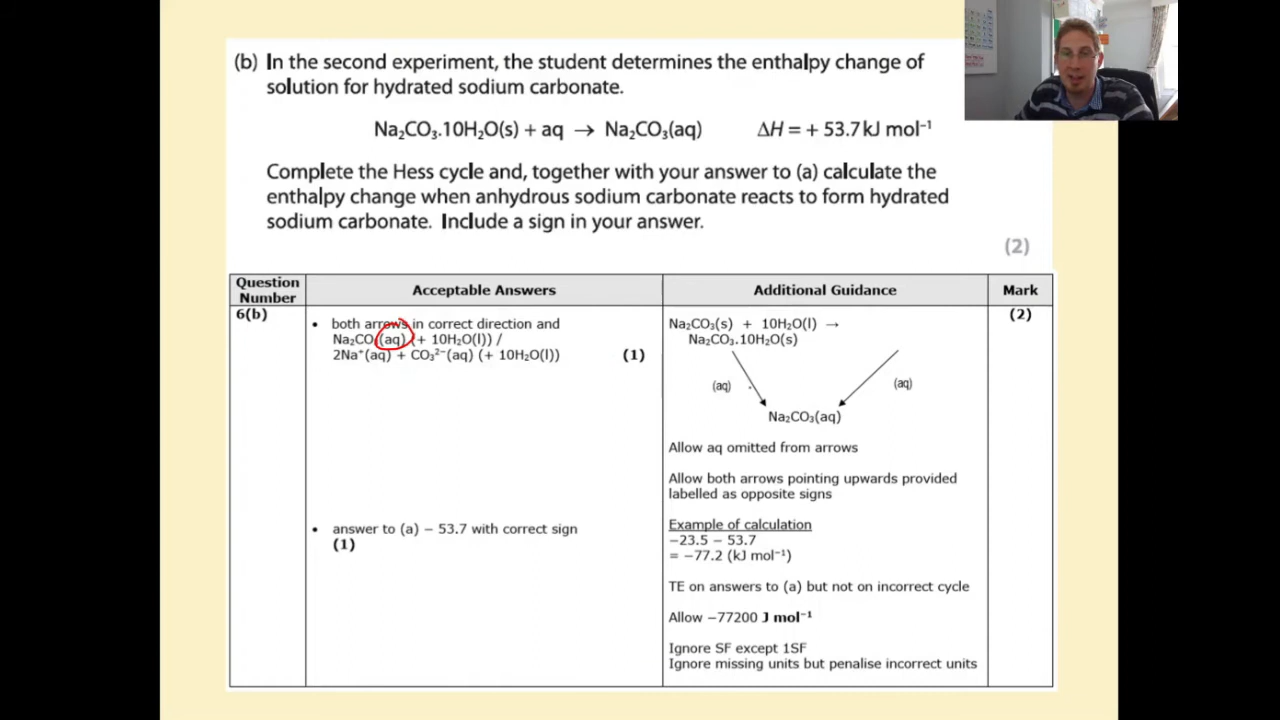 (b) In the second experiment, the student determines the enthalpy change of
solution for hydrated sodium carbonate.
Na₂CO₃.10H₂O(s) + aq → Na₂CO₃(aq) ΔH = + 53.7 kJ mol⁻¹
Complete the Hess cycle and, together with your answer to (a) calculate the
enthalpy change when anhydrous sodium carbonate reacts to form hydrated
sodium carbonate. Include a sign in your answer.
(2)
Question
Number
Acceptable Answers
Additional Guidance
Mark
6(b)
• both arrows in correct direction and
Na₂CO₃(aq) (+ 10H₂O(l)) /
2Na⁺(aq) + CO₃²⁻(aq) (+ 10H₂O(l)) (1)
• answer to (a) – 53.7 with correct sign
(1)
Na₂CO₃(s) + 10H₂O(l) →
Na₂CO₃.10H₂O(s)
(aq) (aq)
Na₂CO₃(aq)
Allow aq omitted from arrows
Allow both arrows pointing upwards provided
labelled as opposite signs
Example of calculation
–23.5 – 53.7
= –77.2 (kJ mol⁻¹)
TE on answers to (a) but not on incorrect cycle
Allow –77200 J mol⁻¹
Ignore SF except 1SF
Ignore missing units but penalise incorrect units
(2)